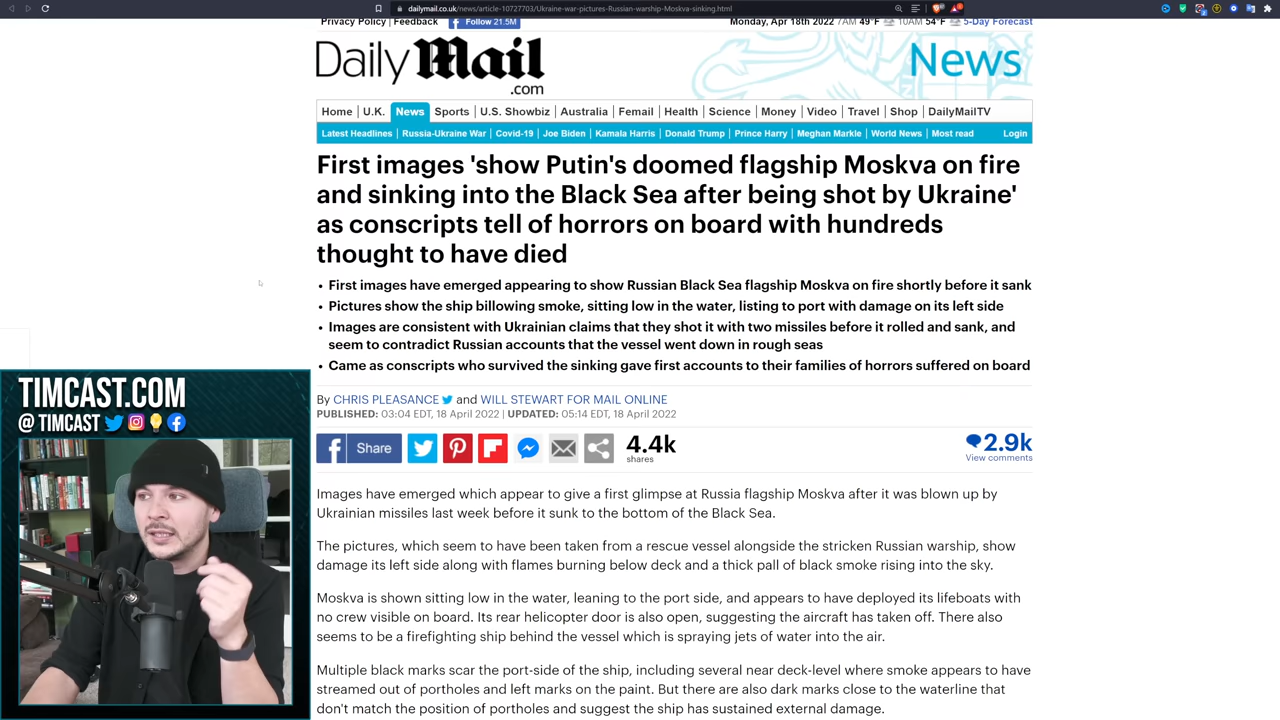 dailymail.co.uk/news/article-10727703/Ukraine-war-pictures-Russian-warship-Moskva-sinking.html
Privacy Policy | Feedback
Follow 21.5M
Monday, Apr 18th 2022 7AM 49°F 10AM 54°F 5-Day Forecast
Daily Mail
.com
News
Home U.K. News Sports U.S. Showbiz Australia Femail Health Science Money Video Travel Shop DailyMailTV
Latest Headlines Russia-Ukraine War Covid-19 Joe Biden Kamala Harris Donald Trump Prince Harry Meghan Markle World News Most read Login
First images 'show Putin's doomed flagship Moskva on fire
and sinking into the Black Sea after being shot by Ukraine'
as conscripts tell of horrors on board with hundreds
thought to have died
• First images have emerged appearing to show Russian Black Sea flagship Moskva on fire shortly before it sank
• Pictures show the ship billowing smoke, sitting low in the water, listing to port with damage on its left side
• Images are consistent with Ukrainian claims that they shot it with two missiles before it rolled and sank, and
seem to contradict Russian accounts that the vessel went down in rough seas
• Came as conscripts who survived the sinking gave first accounts to their families of horrors suffered on board
By CHRIS PLEASANCE and WILL STEWART FOR MAIL ONLINE
PUBLISHED: 03:04 EDT, 18 April 2022 | UPDATED: 05:14 EDT, 18 April 2022
Share
4.4k
shares
2.9k
View comments
Images have emerged which appear to give a first glimpse at Russia flagship Moskva after it was blown up by
Ukrainian missiles last week before it sunk to the bottom of the Black Sea.
The pictures, which seem to have been taken from a rescue vessel alongside the stricken Russian warship, show
damage its left side along with flames burning below deck and a thick pall of black smoke rising into the sky.
Moskva is shown sitting low in the water, leaning to the port side, and appears to have deployed its lifeboats with
no crew visible on board. Its rear helicopter door is also open, suggesting the aircraft has taken off. There also
seems to be a firefighting ship behind the vessel which is spraying jets of water into the air.
Multiple black marks scar the port-side of the ship, including several near deck-level where smoke appears to have
streamed out of portholes and left marks on the paint. But there are also dark marks close to the waterline that
don't match the position of portholes and suggest the ship has sustained external damage.
TIMCAST.COM
@TIMCAST